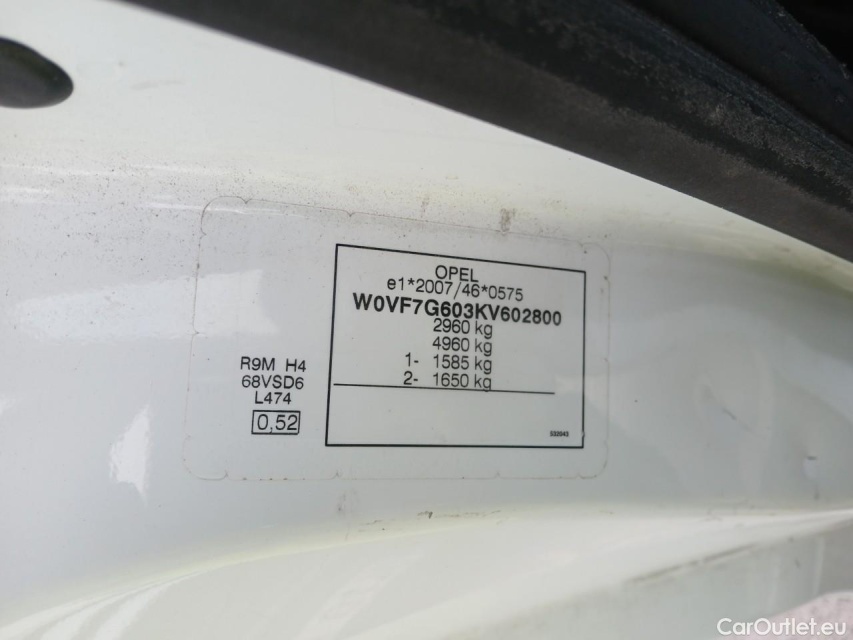 OPEL
e1*2007/46*0575
W0VF7G603KV602800
2960 kg
4960 kg
1- 1585 kg
2- 1650 kg
R9M H4
68VSD6
L474
0,52
532043
CarOutlet.eu